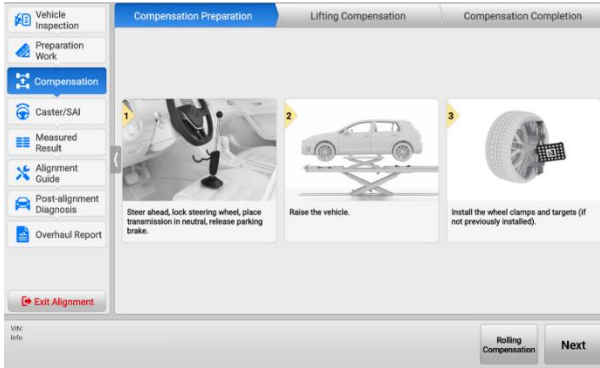 Vehicle
Inspection
Preparation
Work
Compensation
Caster/SAI
Measured
Result
Alignment
Guide
Post-alignment
Diagnosis
Overhaul Report
Exit Alignment
Compensation Preparation
Lifting Compensation
Compensation Completion
1
Steer ahead, lock steering wheel, place
transmission in neutral, release parking
brake.
2
Raise the vehicle.
3
Install the wheel clamps and targets (if
not previously installed).
VIN:
Info
Rolling
Compensation
Next